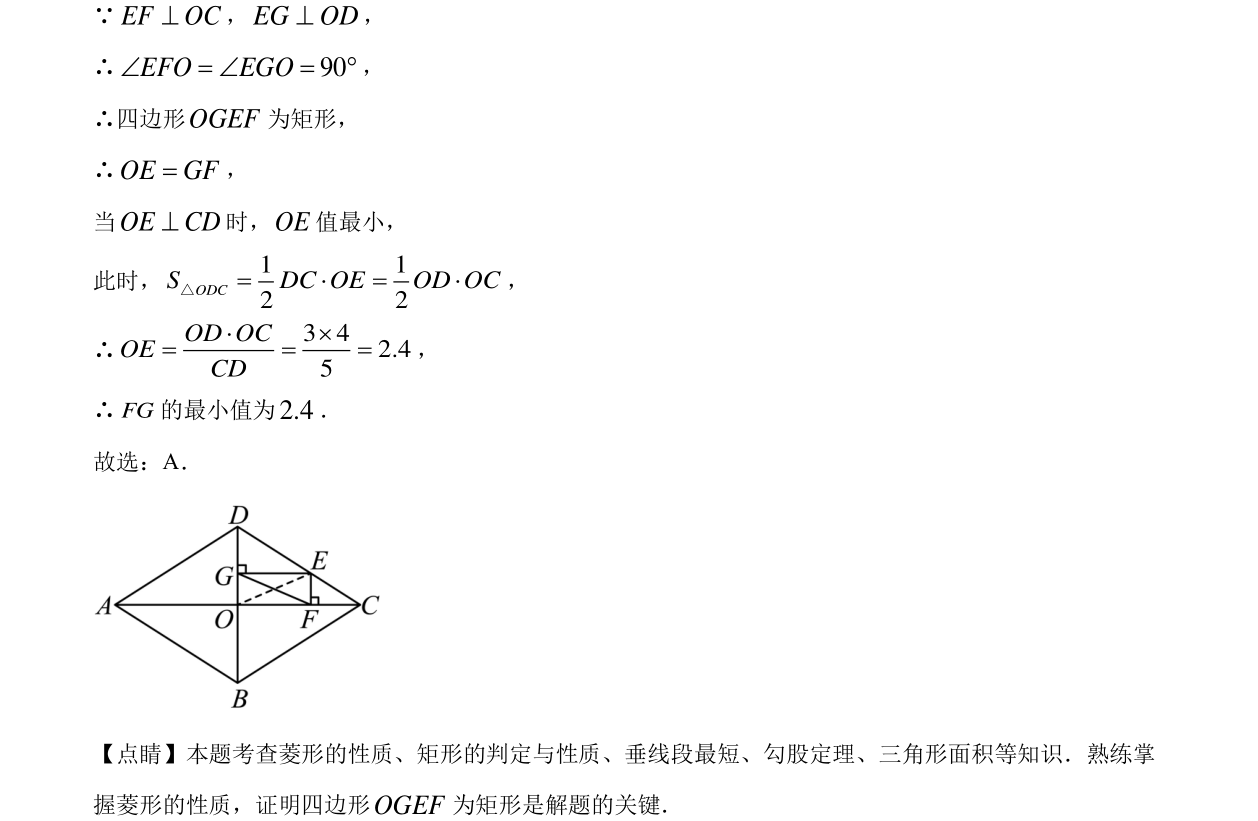 ∵ EF ⊥ OC，EG ⊥ OD，
∴ ∠EFO = ∠EGO = 90°，
∴四边形 OGEF 为矩形，
∴ OE = GF，
当 OE ⊥ CD 时，OE 值最小，
此时，S△ODC = 1/2 DC·OE = 1/2 OD·OC，
∴ OE = OD·OC/CD = 3×4/5 = 2.4，
∴ FG 的最小值为 2.4．
故选：A．
D
E
G
A
O
F
C
B
【点睛】本题考查菱形的性质、矩形的判定与性质、垂线段最短、勾股定理、三角形面积等知识．熟练掌
握菱形的性质，证明四边形 OGEF 为矩形是解题的关键．